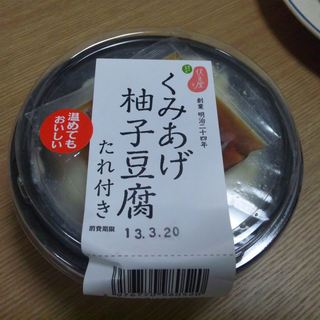 創業 明治二十四年
くみあげ
柚子豆腐
たれ付き
温めても
おいしい
消費期限 13.3.20